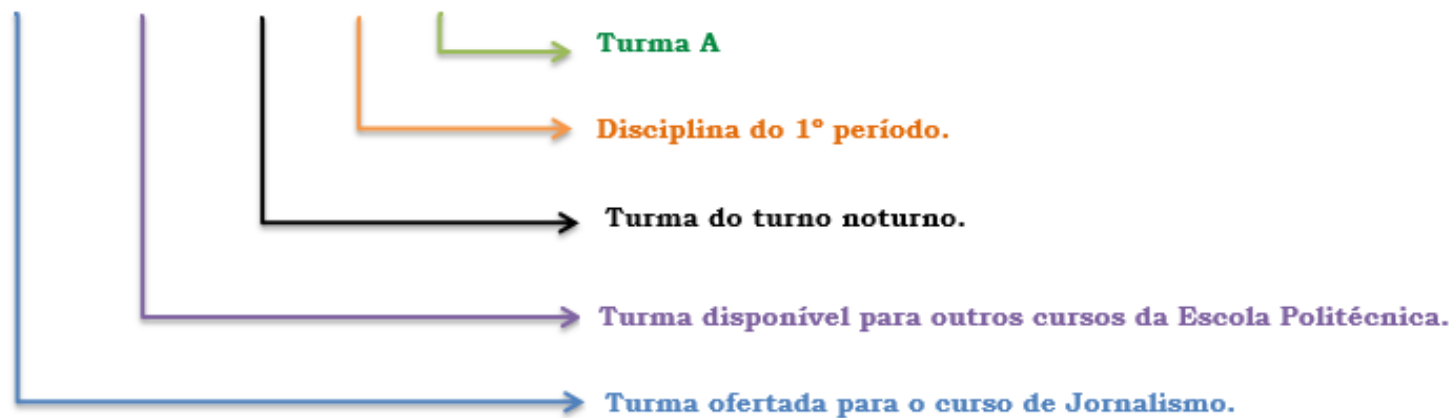 Turma A
Disciplina do 1º período.
Turma do turno noturno.
Turma disponível para outros cursos da Escola Politécnica.
Turma ofertada para o curso de Jornalismo.